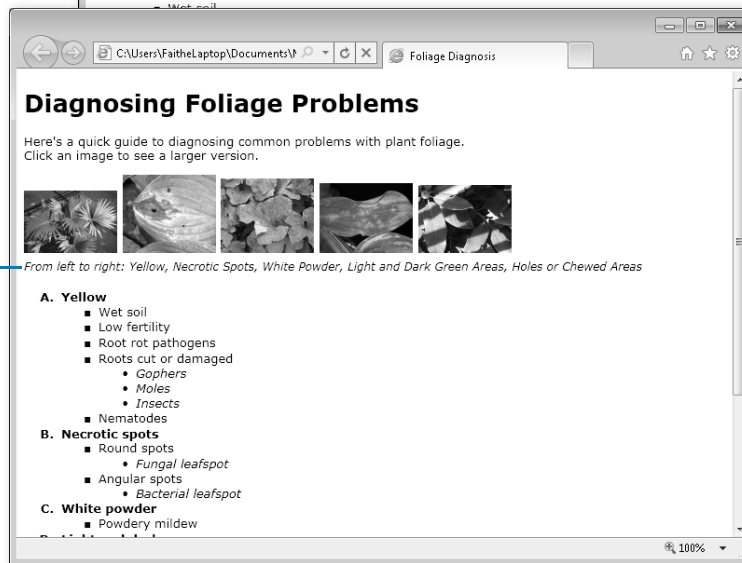 Wet soil
C:\Users\FaitheLaptop\Documents\
Foliage Diagnosis
Diagnosing Foliage Problems
Here's a quick guide to diagnosing common problems with plant foliage.
Click an image to see a larger version.
From left to right: Yellow, Necrotic Spots, White Powder, Light and Dark Green Areas, Holes or Chewed Areas
A. Yellow
■ Wet soil
■ Low fertility
■ Root rot pathogens
■ Roots cut or damaged
• Gophers
• Moles
• Insects
■ Nematodes
B. Necrotic spots
■ Round spots
• Fungal leafspot
■ Angular spots
• Bacterial leafspot
C. White powder
■ Powdery mildew
100%